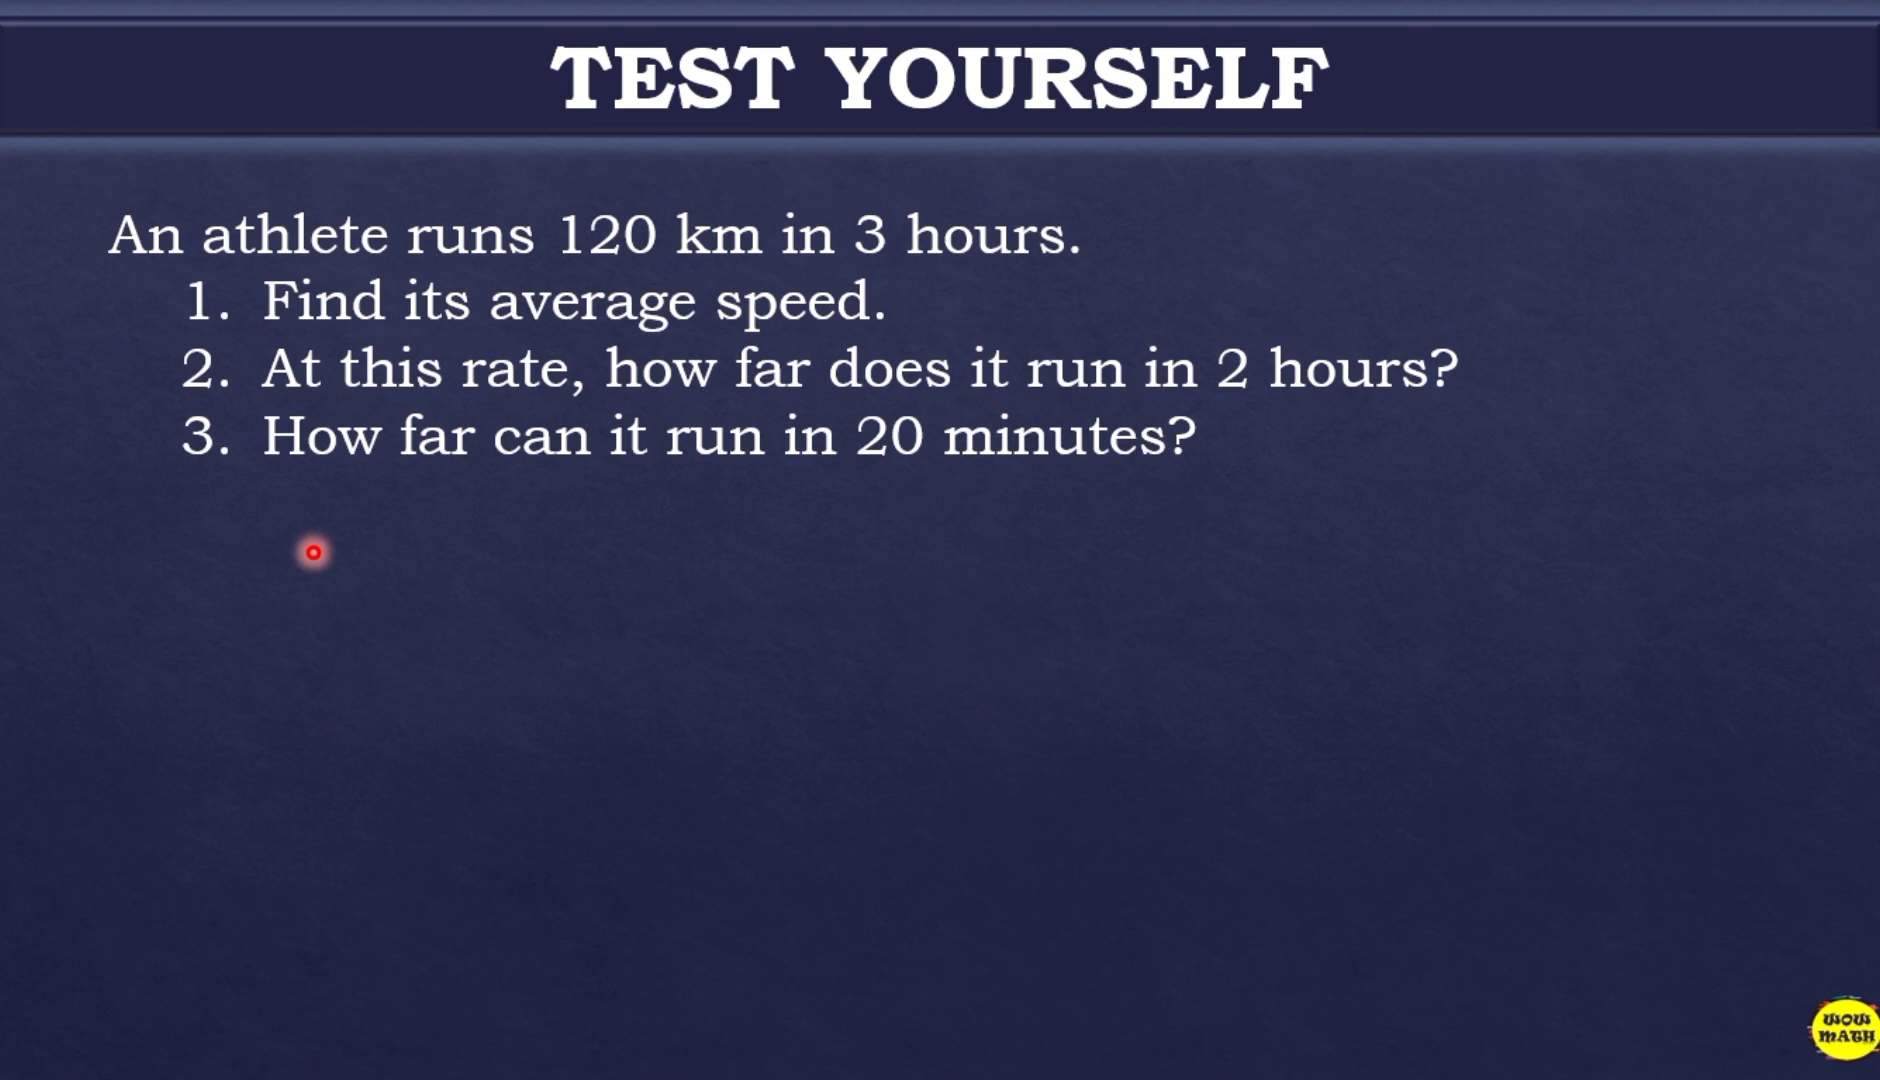 TEST YOURSELF
An athlete runs 120 km in 3 hours.
1. Find its average speed.
2. At this rate, how far does it run in 2 hours?
3. How far can it run in 20 minutes?
WOW
MATH